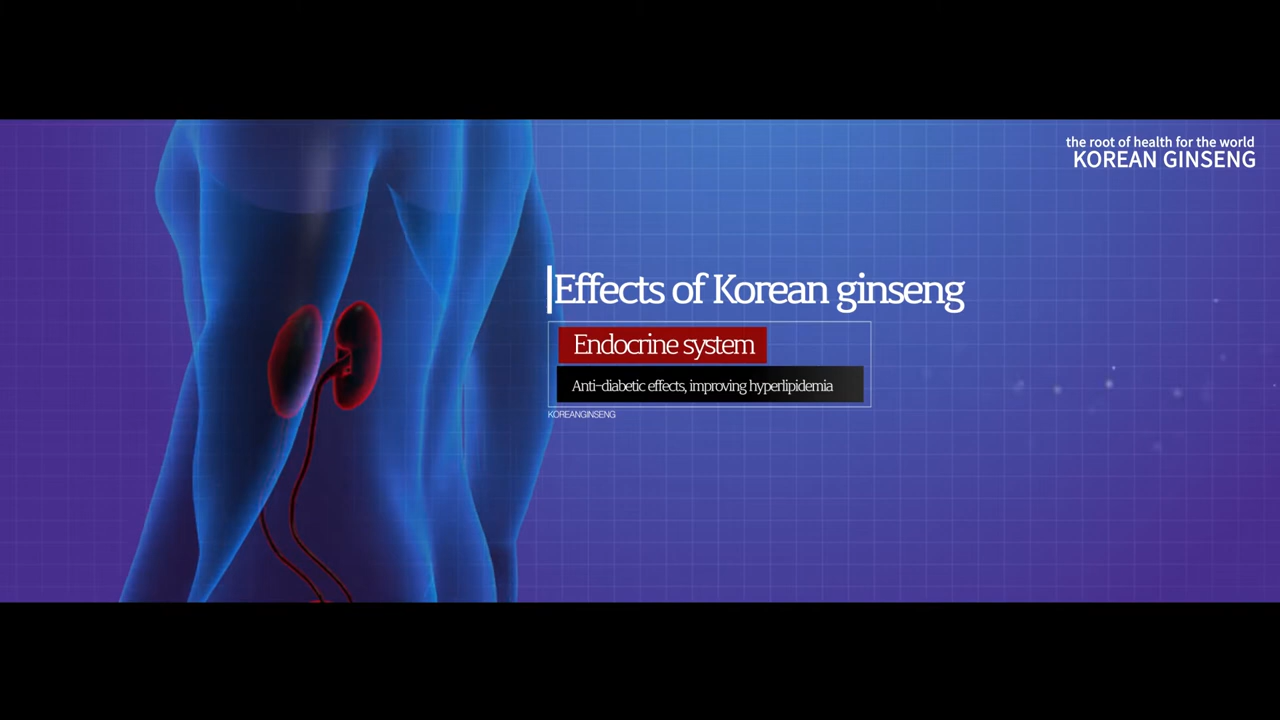 the root of health for the world
KOREAN GINSENG
Effects of Korean ginseng
Endocrine system
Anti-diabetic effects, improving hyperlipidemia
KOREANGINSENG